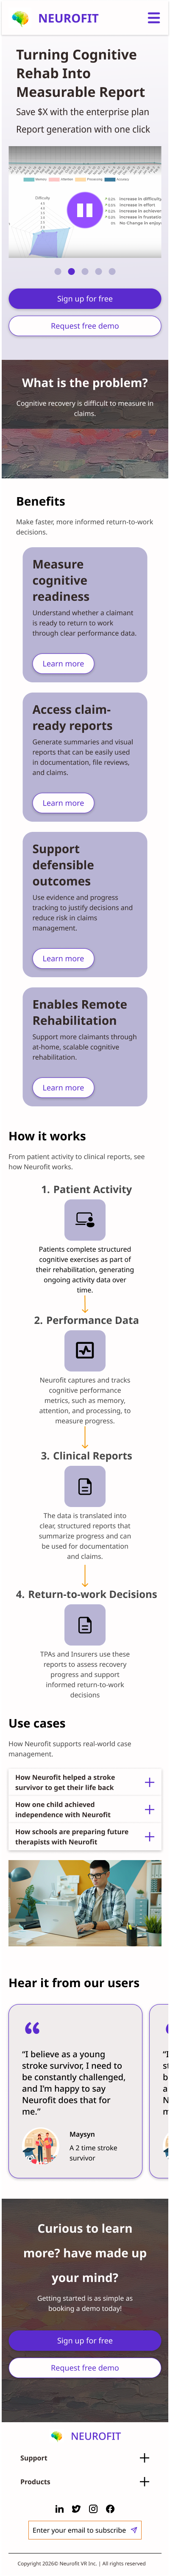 NEUROFIT
Turning Cognitive
Rehab Into
Measurable Report
Save $X with the enterprise plan
Report generation with one click
Difficulty
Sign up for free
Request free demo
What is the problem?
Cognitive recovery is difficult to measure in
claims.
Benefits
Make faster, more informed return-to-work
decisions.
Measure
cognitive
readiness
Understand whether a claimant
is ready to return to work
through clear performance data.
Learn more
Access claim-
ready reports
Generate summaries and visual
reports that can be easily used
in documentation, file reviews,
and claims.
Learn more
Support
defensible
outcomes
Use evidence and progress
tracking to justify decisions and
reduce risk in claims
management.
Learn more
Enables Remote
Rehabilitation
Support more claimants through
at-home, scalable cognitive
rehabilitation.
Learn more
How it works
From patient activity to clinical reports, see
how Neurofit works.
1. Patient Activity
Patients complete structured
cognitive exercises as part of
their rehabilitation, generating
ongoing activity data over
time.
2. Performance Data
Neurofit captures and tracks
cognitive performance
metrics, such as memory,
attention, and processing, to
measure progress.
3. Clinical Reports
The data is translated into
clear, structured reports that
summarize progress and can
be used for documentation
and claims.
4. Return-to-work Decisions
TPAs and Insurers use these
reports to assess recovery
progress and support
informed return-to-work
decisions
Use cases
How Neurofit supports real-world case
management.
How Neurofit helped a stroke
survivor to get their life back
How one child achieved
independence with Neurofit
How schools are preparing future
therapists with Neurofit
Hear it from our users
“I believe as a young
stroke survivor, I need to
be constantly challenged,
and I'm happy to say
Neurofit does that for
me.”
Maysyn
A 2 time stroke
survivor
Curious to learn
more? have made up
your mind?
Getting started is as simple as
booking a demo today!
Sign up for free
Request free demo
NEUROFIT
Support
Products
Enter your email to subscribe
Copyright 2026© Neurofit VR Inc. | All rights reserved